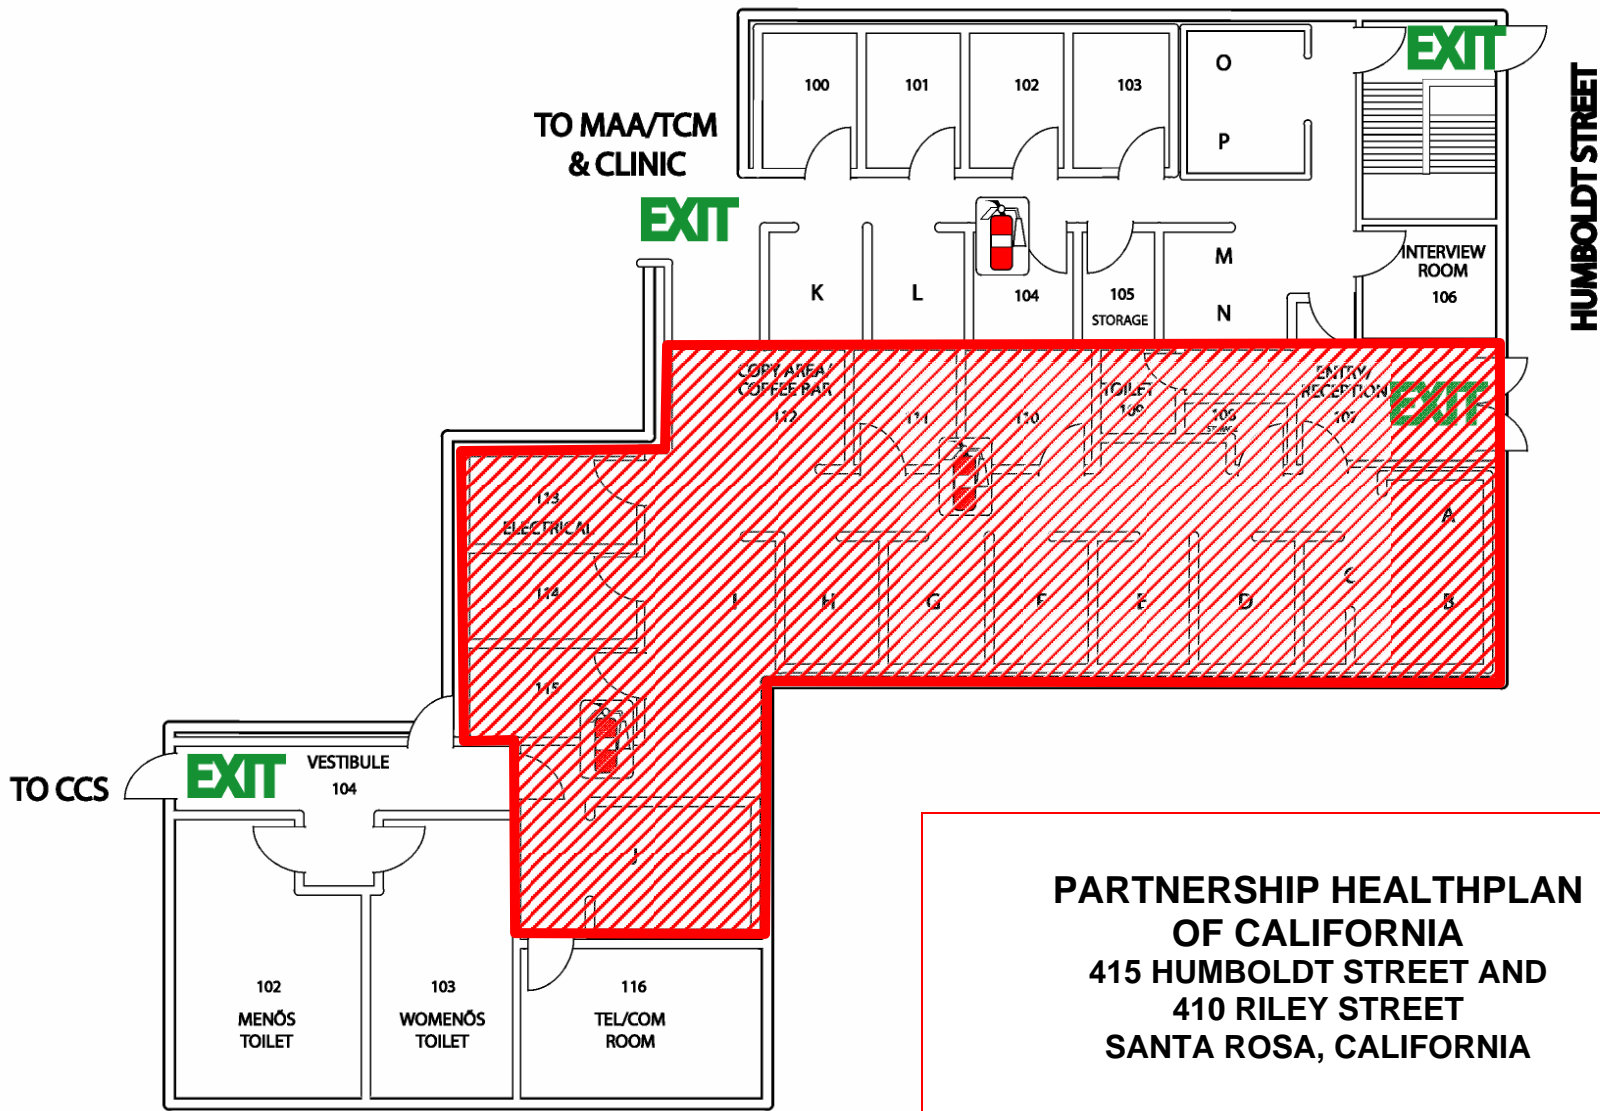 100
101
102
103
O
P
EXIT
HUMBOLDT STREET
TO MAA/TCM
& CLINIC
EXIT
K
L
104
105
STORAGE
M
N
INTERVIEW
ROOM
106
COPY AREA/
COFFEE BAR
112
111
110
TOILET
109
108
STORAGE
ENTRY/
RECEPTION
107
EXIT
113
ELECTRICAL
114
115
I
H
G
F
E
D
C
A
B
J
TO CCS
EXIT
VESTIBULE
104
102
MENÕS
TOILET
103
WOMENÕS
TOILET
116
TEL/COM
ROOM
PARTNERSHIP HEALTHPLAN
OF CALIFORNIA
415 HUMBOLDT STREET AND
410 RILEY STREET
SANTA ROSA, CALIFORNIA